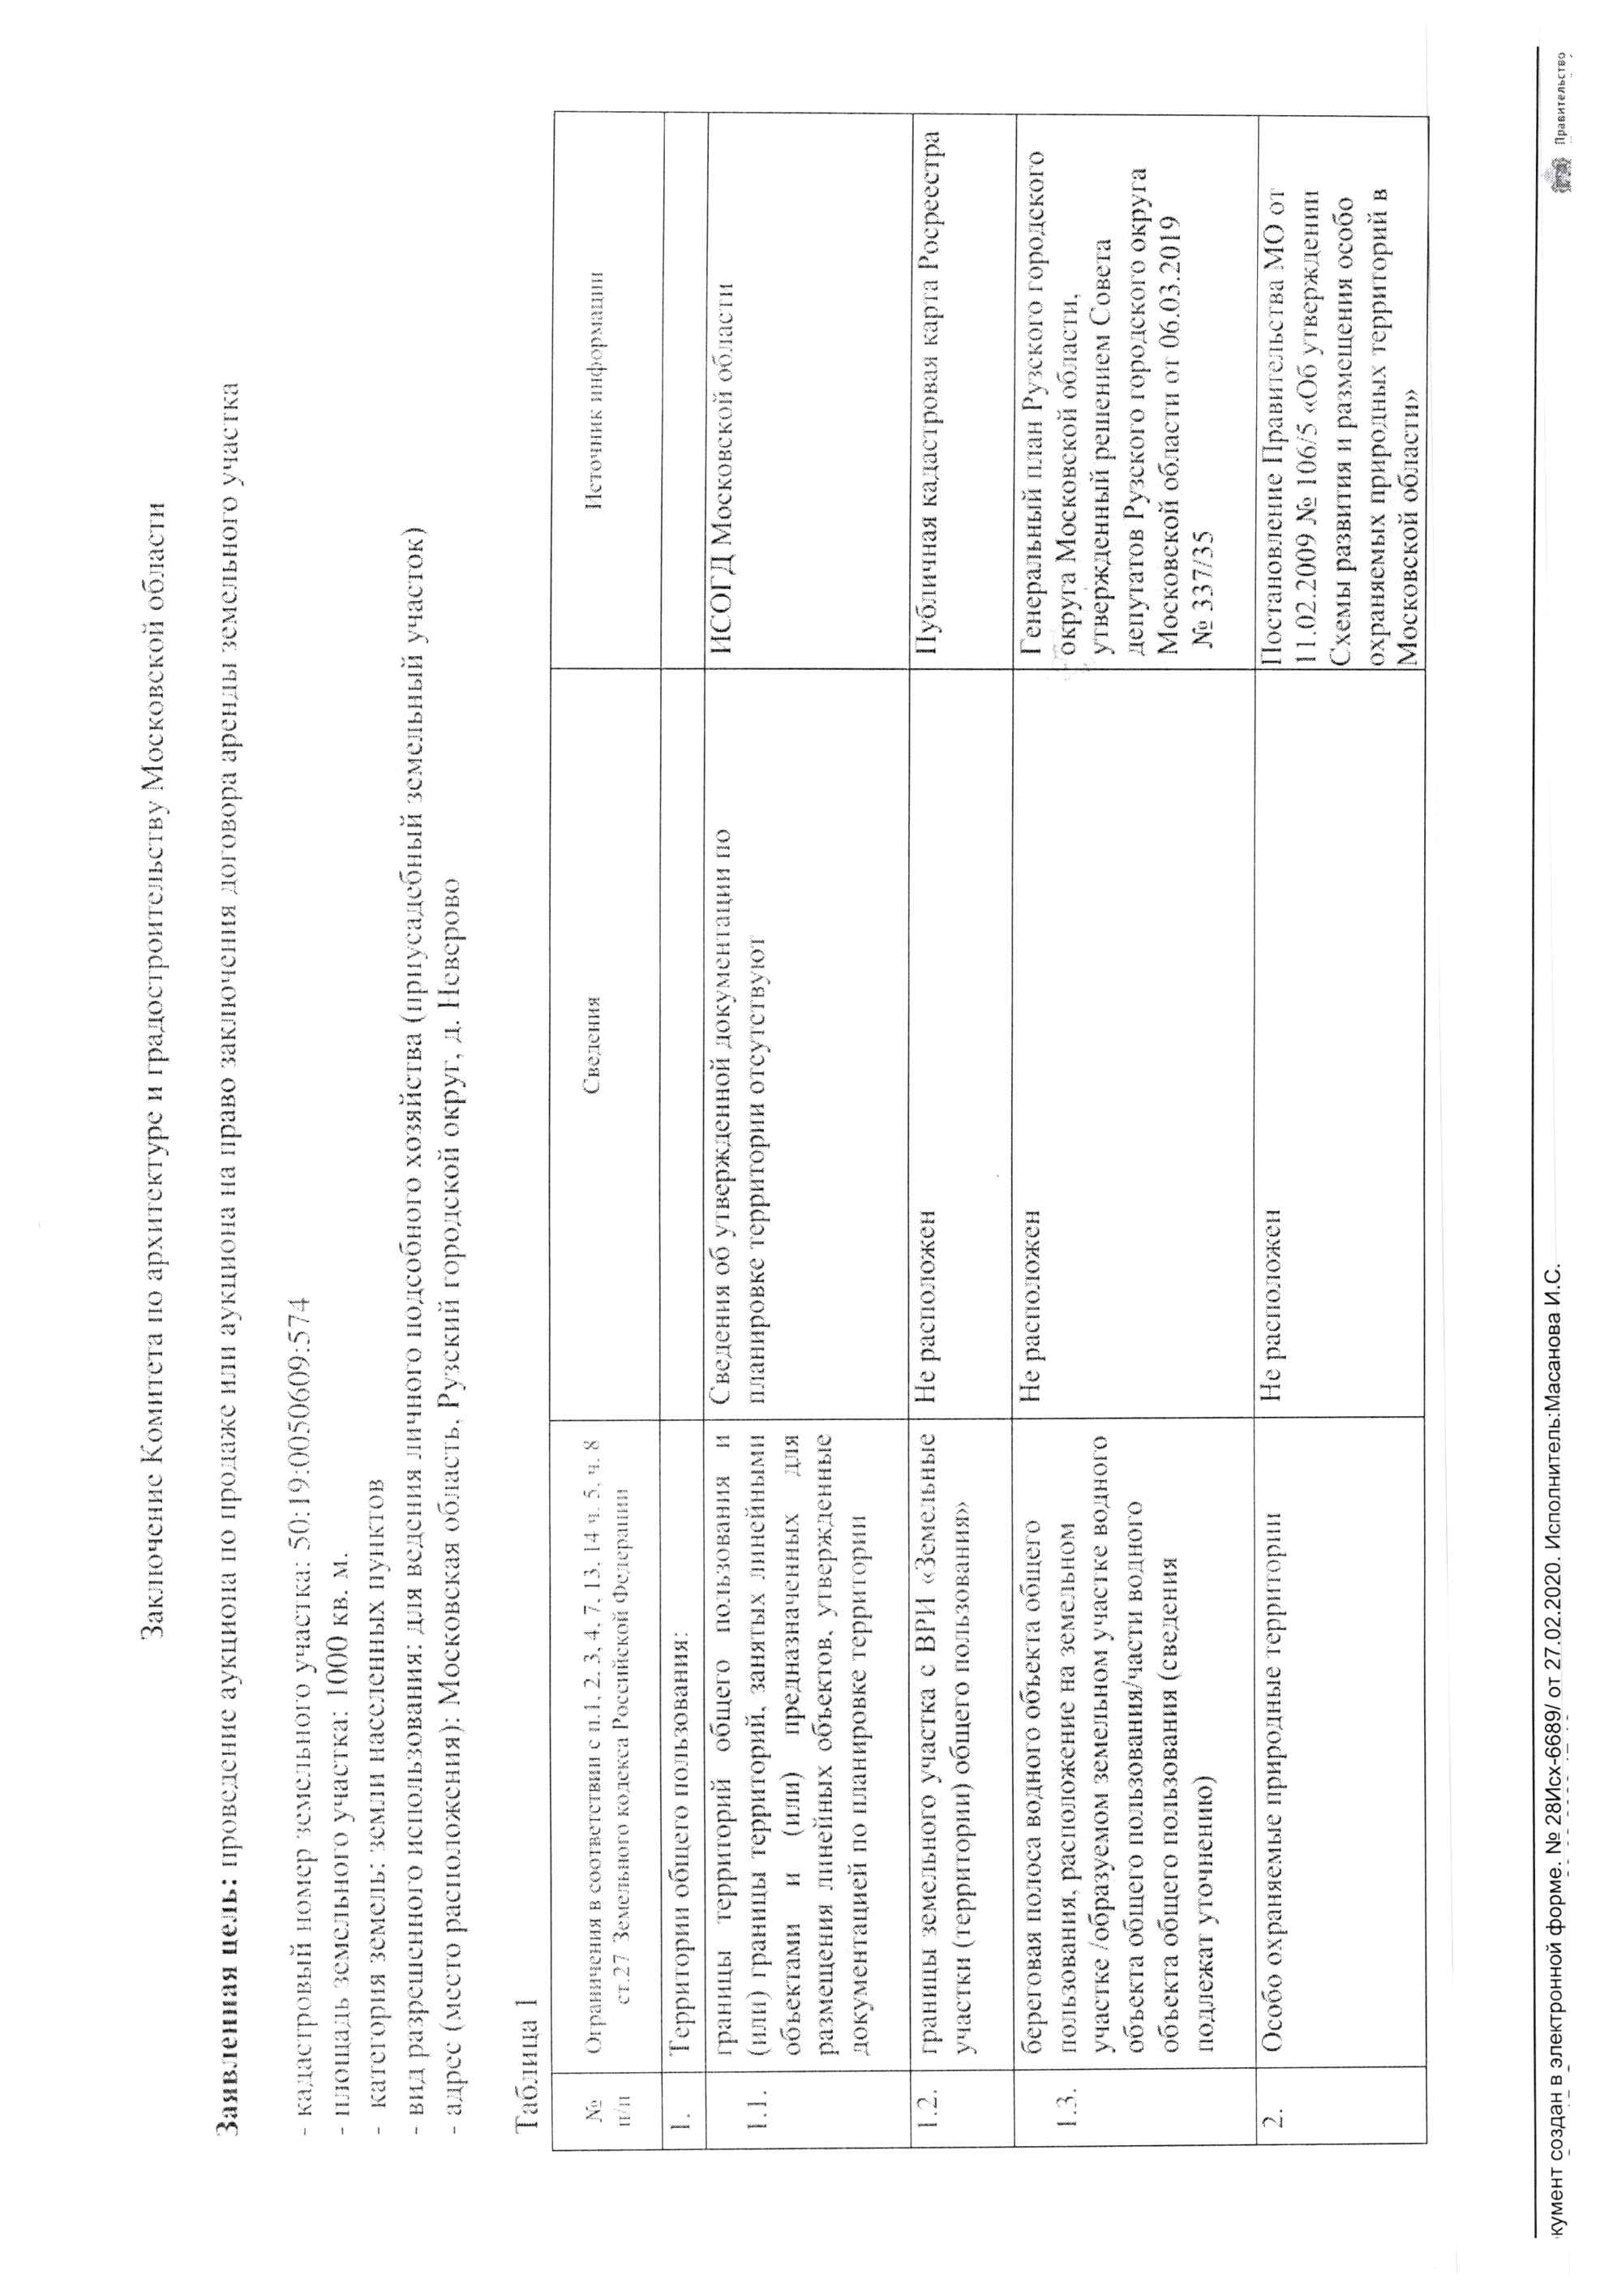 Заключение Комитета по архитектуре и градостроительству Московской области
Заявленная цель: проведение аукциона по продаже или аукциона на право заключения договора аренды земельного участка
- кадастровый номер земельного участка: 50:19:0050609:574
- площадь земельного участка: 1000 кв. м.
- категория земель: земли населенных пунктов
- вид разрешенного использования: для ведения личного подсобного хозяйства (приусадебный земельный участок)
- адрес (место расположения): Московская область, Рузский городской округ, д. Неверово
Таблица 1
№
п/п
Ограничения в соответствии с п.1, 2, 3, 4, 7, 13, 14 ч. 5, ч. 8
ст.27 Земельного кодекса Российской Федерации
Сведения
Источник информации
1.
Территории общего пользования:
1.1.
границы территорий общего пользования и
(или) границы территорий, занятых линейными
объектами и (или) предназначенных для
размещения линейных объектов, утвержденные
документацией по планировке территории
Сведения об утвержденной документации по
планировке территории отсутствуют
ИСОГД Московской области
1.2.
границы земельного участка с ВРИ «Земельные
участки (территории) общего пользования»
Не расположен
Публичная кадастровая карта Росреестра
1.3.
береговая полоса водного объекта общего
пользования, расположение на земельном
участке /образуемом земельном участке водного
объекта общего пользования/части водного
объекта общего пользования (сведения
подлежат уточнению)
Не расположен
Генеральный план Рузского городского
округа Московской области,
утвержденный решением Совета
депутатов Рузского городского округа
Московской области от 06.03.2019
№ 337/35
2.
Особо охраняемые природные территории
Не расположен
Постановление Правительства МО от
11.02.2009 № 106/5 «Об утверждении
Схемы развития и размещения особо
охраняемых природных территорий в
Московской области»
кумент создан в электронной форме. № 28Исх-6689/ от 27.02.2020. Исполнитель:Масанова И.С.
Правительство